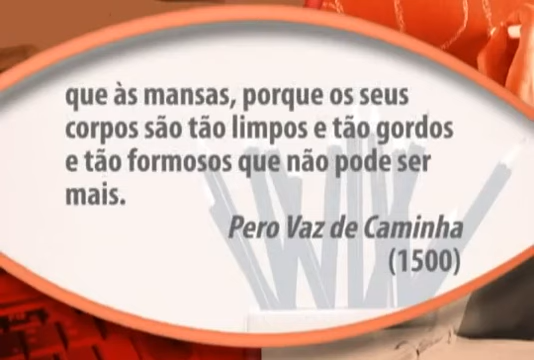 que às mansas, porque os seus
corpos são tão limpos e tão gordos
e tão formosos que não pode ser
mais.
Pero Vaz de Caminha
(1500)